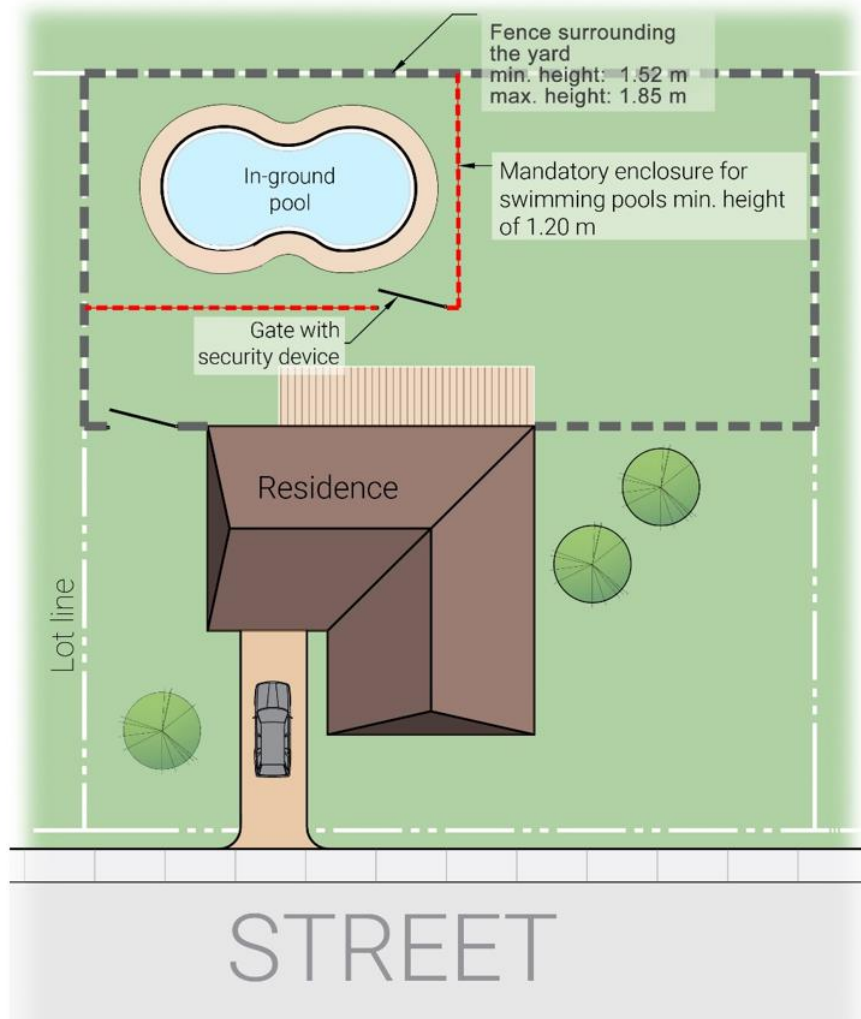 Fence surrounding
the yard
min. height: 1.52 m
max. height: 1.85 m
In-ground
pool
Mandatory enclosure for
swimming pools min. height
of 1.20 m
Gate with
security device
Residence
Lot line
STREET